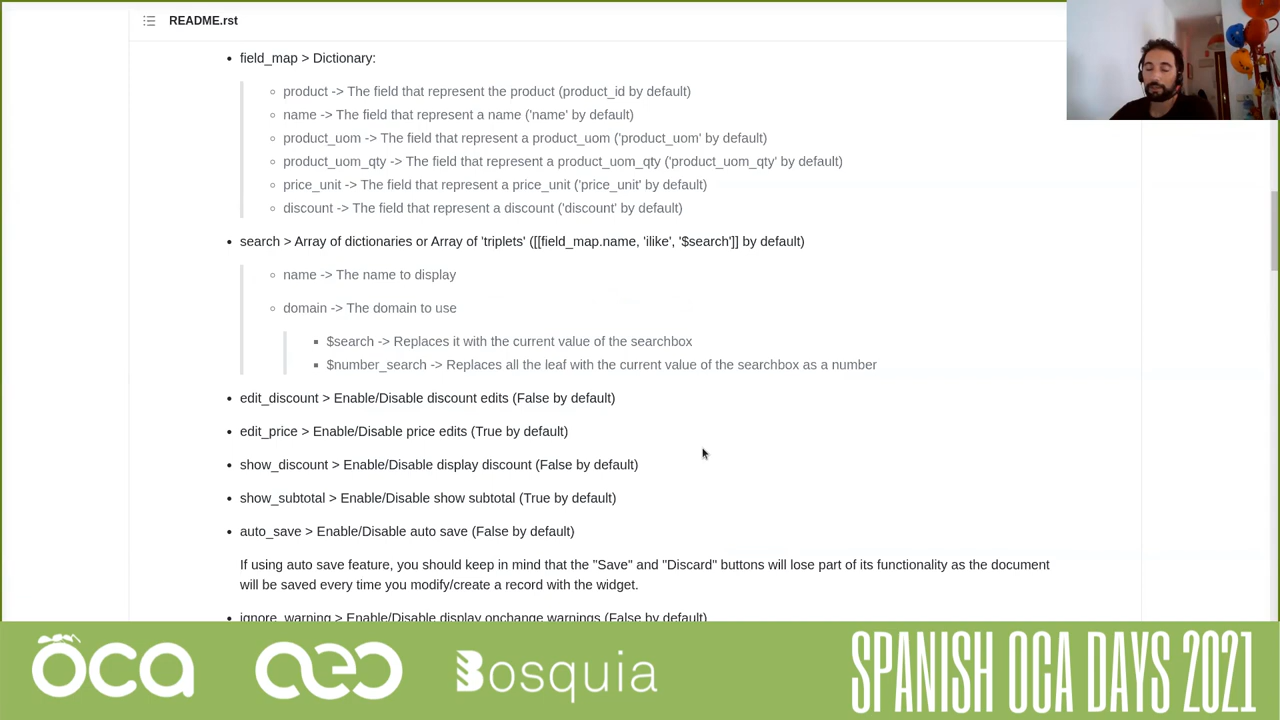 README.rst
• field_map > Dictionary:
◦ product -> The field that represent the product (product_id by default)
◦ name -> The field that represent a name ('name' by default)
◦ product_uom -> The field that represent a product_uom ('product_uom' by default)
◦ product_uom_qty -> The field that represent a product_uom_qty ('product_uom_qty' by default)
◦ price_unit -> The field that represent a price_unit ('price_unit' by default)
◦ discount -> The field that represent a discount ('discount' by default)
• search > Array of dictionaries or Array of 'triplets' ([[field_map.name, 'ilike', '$search']] by default)
◦ name -> The name to display
◦ domain -> The domain to use
▪ $search -> Replaces it with the current value of the searchbox
▪ $number_search -> Replaces all the leaf with the current value of the searchbox as a number
• edit_discount > Enable/Disable discount edits (False by default)
• edit_price > Enable/Disable price edits (True by default)
• show_discount > Enable/Disable display discount (False by default)
• show_subtotal > Enable/Disable show subtotal (True by default)
• auto_save > Enable/Disable auto save (False by default)
If using auto save feature, you should keep in mind that the "Save" and "Discard" buttons will lose part of its functionality as the document
will be saved every time you modify/create a record with the widget.
• ignore_warning > Enable/Disable display onchange warnings (False by default)
oca aeo Bosquia SPANISH OCA DAYS 2021